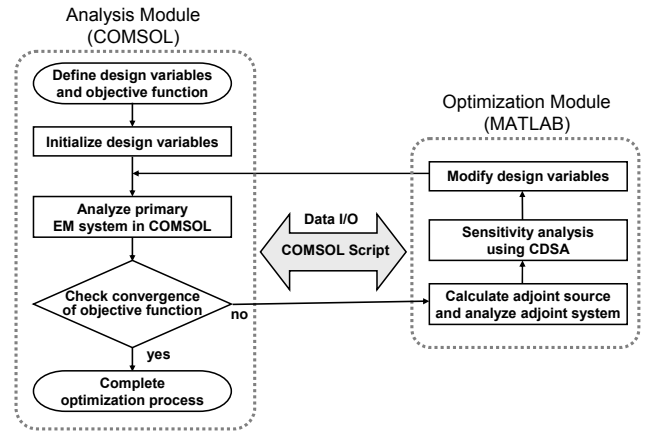 Analysis Module
(COMSOL)
Define design variables
and objective function
Initialize design variables
Analyze primary
EM system in COMSOL
Check convergence
of objective function
no
yes
Complete
optimization process
Data I/O
COMSOL Script
Optimization Module
(MATLAB)
Modify design variables
Sensitivity analysis
using CDSA
Calculate adjoint source
and analyze adjoint system